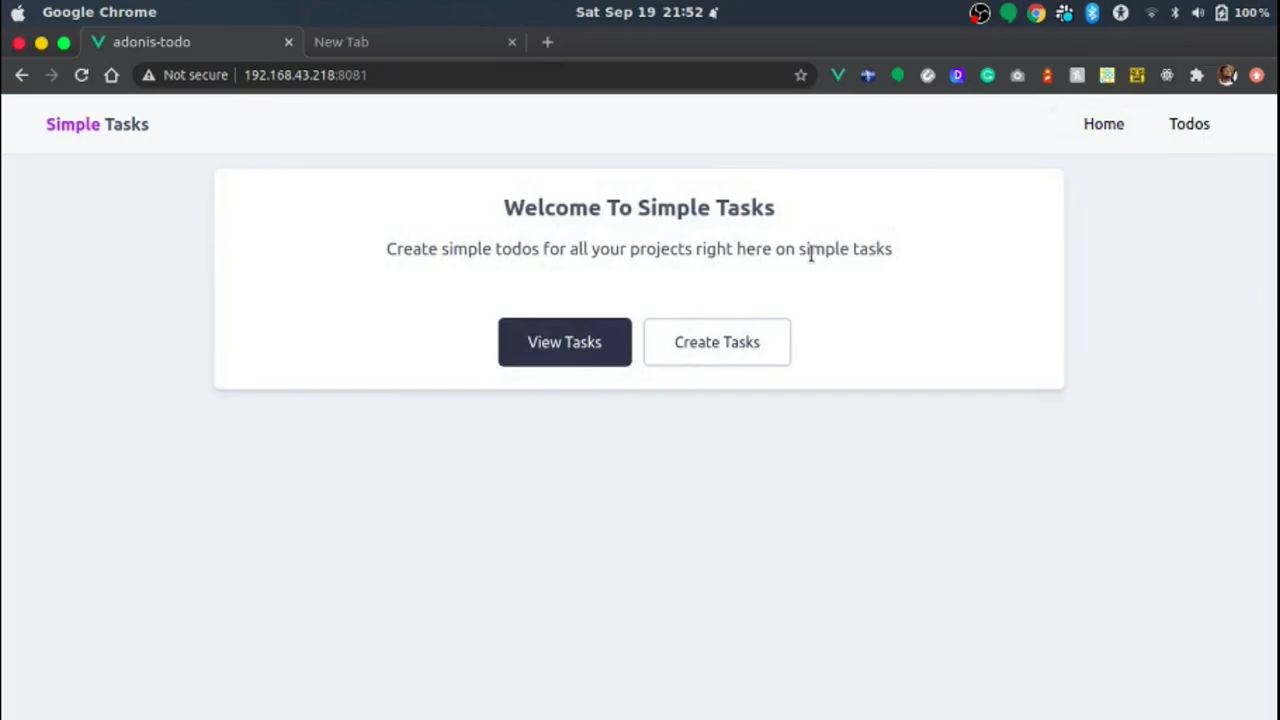 Google Chrome
Sat Sep 19 21:52
100%
adonis-todo
New Tab
Not secure
192.168.43.218:8081
Simple Tasks
Home
Todos
Welcome To Simple Tasks
Create simple todos for all your projects right here on simple tasks
View Tasks
Create Tasks